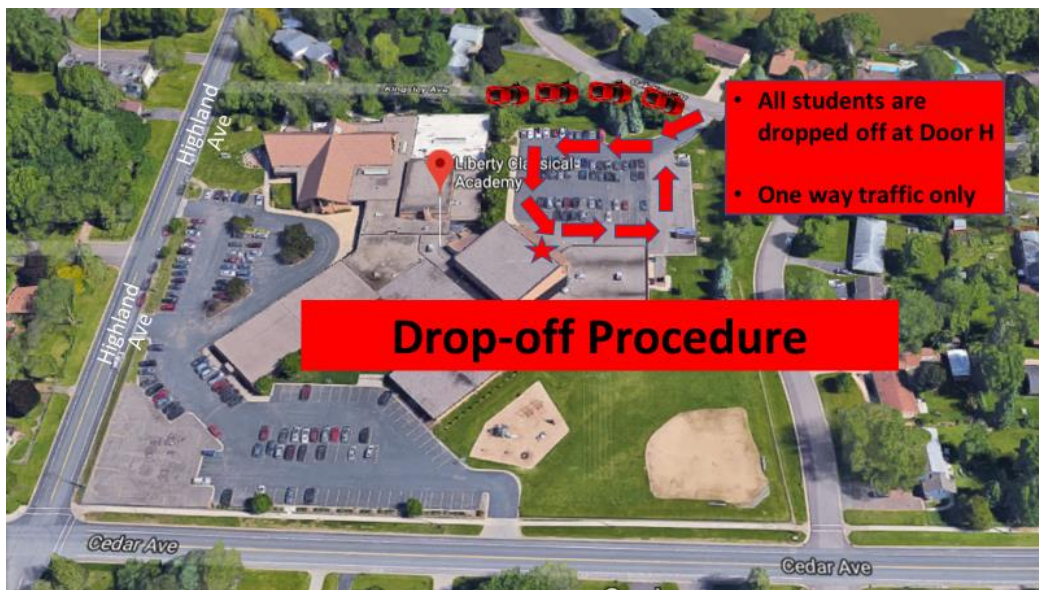 Highland
Ave
Kingsley Ave
• All students are
dropped off at Door H
• One way traffic only
Liberty Classical
Academy
Highland
Ave
Drop-off Procedure
Cedar Ave
Cedar Ave